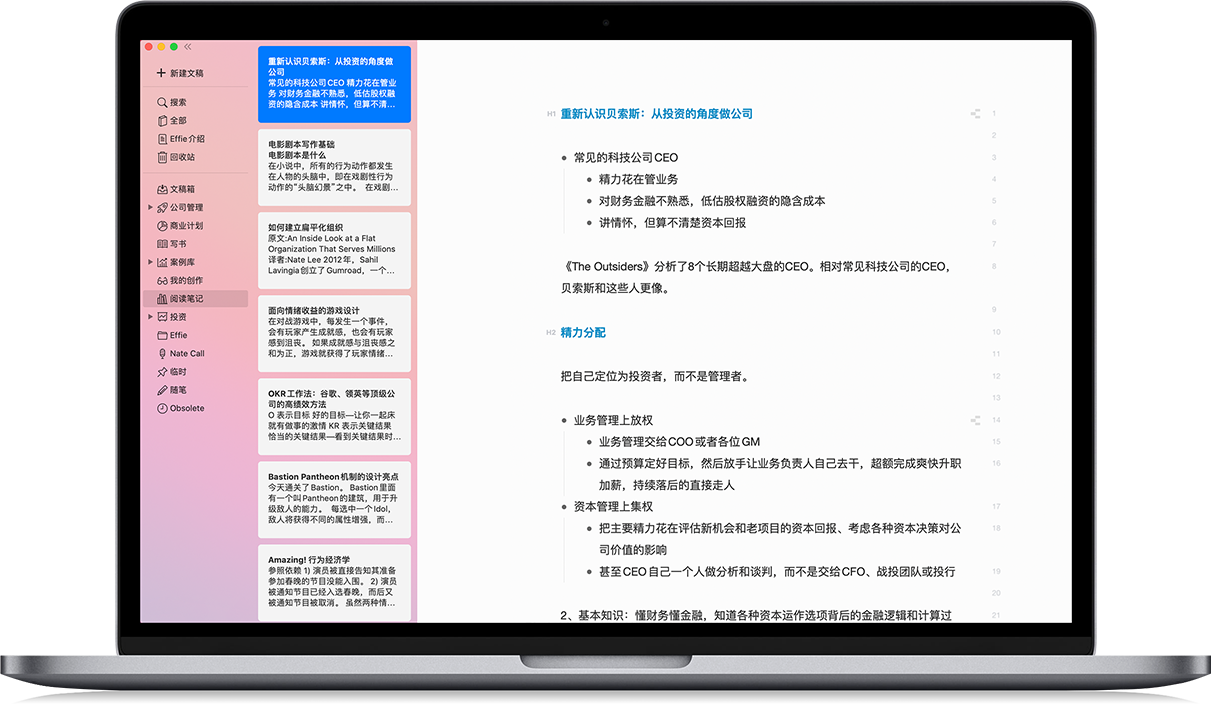 新建文稿
搜索
全部
Effie 介绍
回收站
文稿箱
公司管理
商业计划
写书
案例库
我的创作
阅读笔记
投资
Effie
Nate Call
临时
随笔
Obsolete
重新认识贝索斯：从投资的角度做
公司
常见的科技公司 CEO 精力花在管业
务 对财务金融不熟悉，低估股权融
资的隐含成本 讲情怀，但算不清...
电影剧本写作基础
电影剧本是什么
在小说中，所有的行为动作都发生
在人物的头脑中，即在戏剧性行为
动作的“头脑幻景”之中。 在戏剧...
如何建立扁平化组织
原文:An Inside Look at a Flat
Organization That Serves Millions
译者:Nate Lee 2012年，Sahil
Lavingia 创立了 Gumroad，一个...
面向情绪收益的游戏设计
在对战游戏中，每发生一个事件，
会有玩家产生成就感，也会有玩家
感到沮丧。 如果成就感与沮丧感之
和为正，游戏就获得了玩家情绪...
OKR 工作法：谷歌、领英等顶级公
司的高绩效方法
O 表示目标 好的目标—让你一起床
就有做事的激情 KR 表示关键结果
恰当的关键结果—看到关键结果时...
Bastion Pantheon 机制的设计亮点
今天通关了 Bastion。 Bastion 里面
有一个叫 Pantheon 的建筑，用于升
级敌人的能力。 每选中一个 Idol，
敌人将获得不同的属性增强，而...
Amazing! 行为经济学
参照依赖 1) 演员被直接告知其准备
参加春晚的节目没能入围。 2) 演员
被通知节目已经入选春晚，而后又
被通知节目被取消。 虽然两种情...
H1 重新认识贝索斯：从投资的角度做公司 1
2
常见的科技公司 CEO 3
精力花在管业务 4
对财务金融不熟悉，低估股权融资的隐含成本 5
讲情怀，但算不清楚资本回报 6
7
《The Outsiders》分析了8个长期超越大盘的CEO。相对常见科技公司的CEO， 8
贝索斯和这些人更像。
9
H2 精力分配 10
11
把自己定位为投资者，而不是管理者。 12
13
业务管理上放权 14
业务管理交给 COO 或者各位 GM 15
通过预算定好目标，然后放手让业务负责人自己去干，超额完成爽快升职 16
加薪，持续落后的直接走人
资本管理上集权 17
把主要精力花在评估新机会和老项目的资本回报、考虑各种资本决策对公 18
司价值的影响
甚至 CEO 自己一个人做分析和谈判，而不是交给 CFO、战投团队或投行 19
20
2、基本知识：懂财务懂金融，知道各种资本运作选项背后的金融逻辑和计算过 21